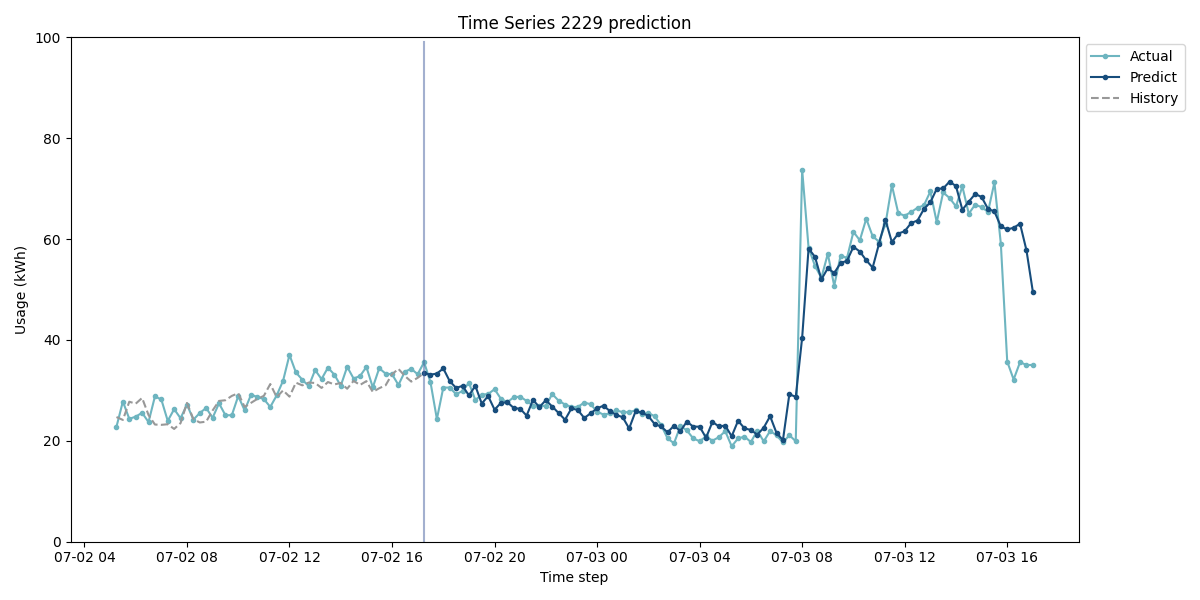 Time Series 2229 prediction
Usage (kWh)
100
80
60
40
20
0
07-02 04
07-02 08
07-02 12
07-02 16
07-02 20
07-03 00
07-03 04
07-03 08
07-03 12
07-03 16
Time step
Actual
Predict
History